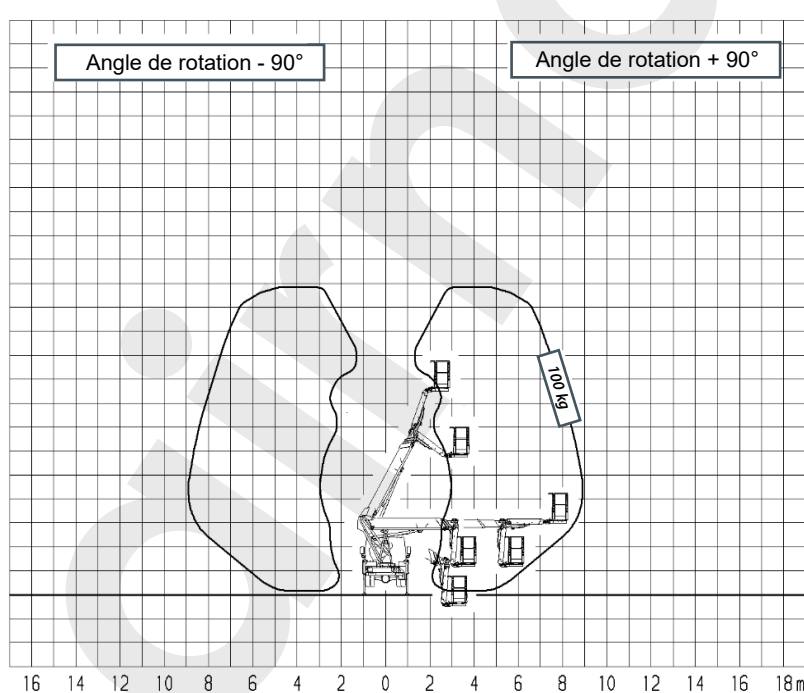 Angle de rotation - 90°
Angle de rotation + 90°
100 kg
16 14 12 10 8 6 4 2 0 2 4 6 8 10 12 14 16 18 m